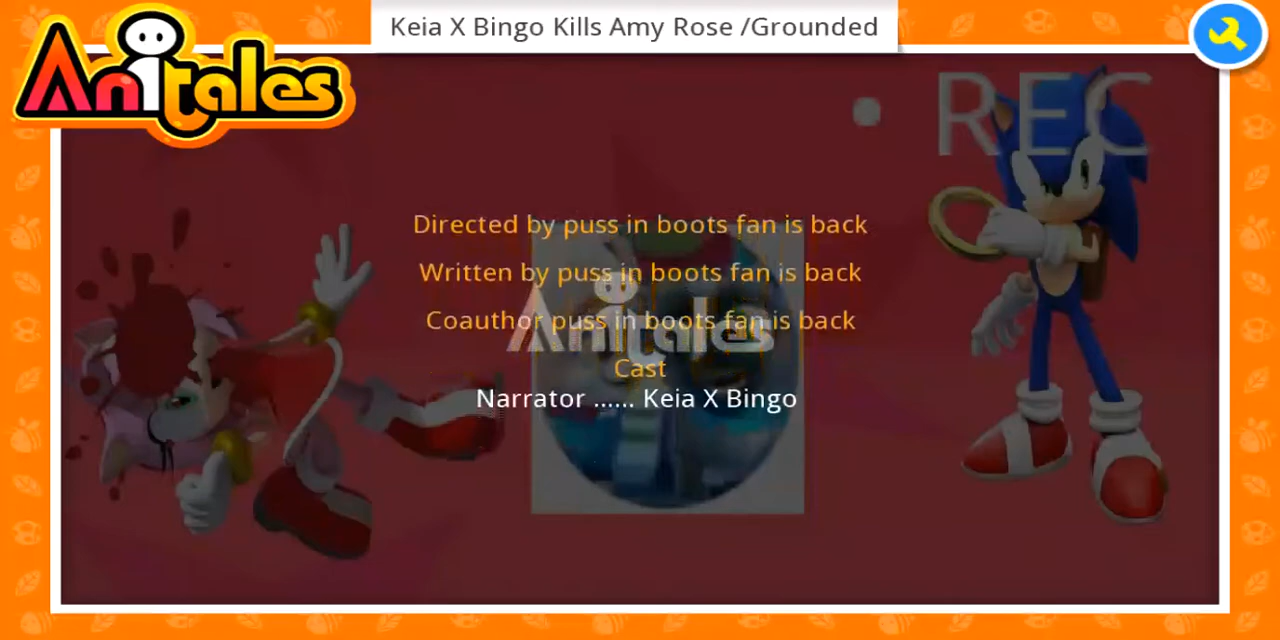 Keia X Bingo Kills Amy Rose /Grounded
Anitales
REC
Directed by puss in boots fan is back
Written by puss in boots fan is back
Anitales
Coauthor puss in boots fan is back
Cast
Narrator ...... Keia X Bingo